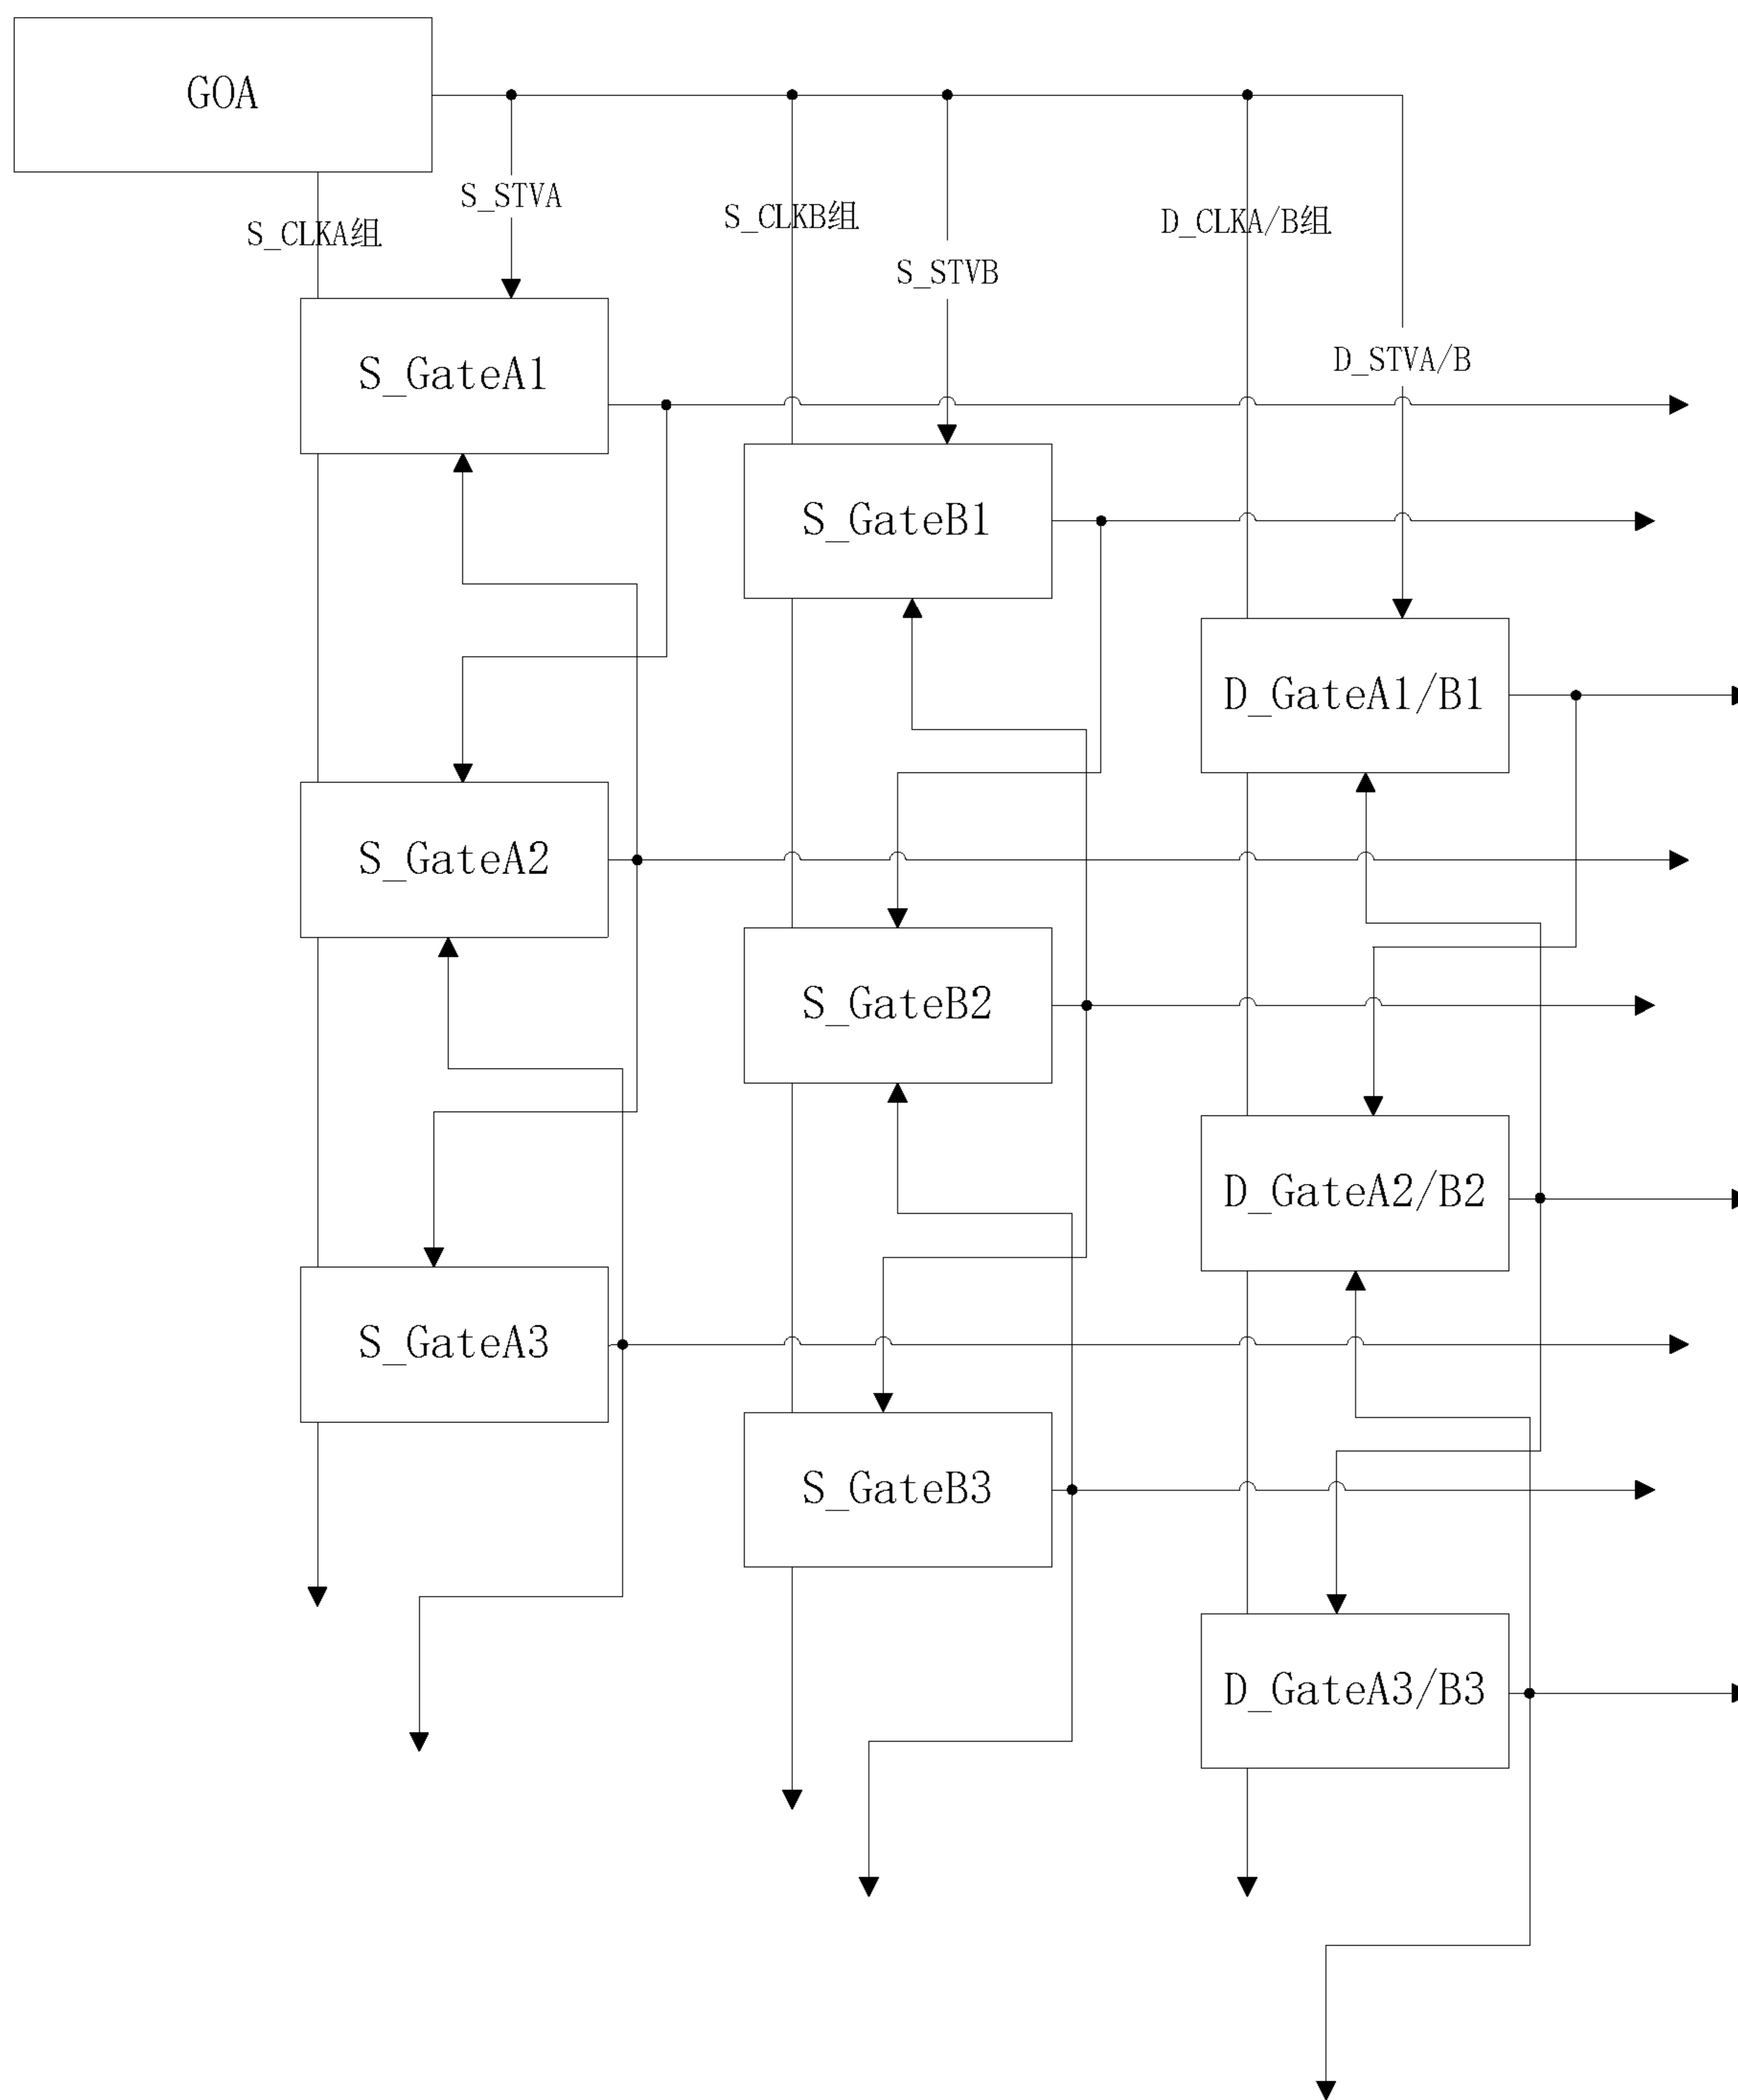 GOA
S_STVA
S_CLKA组
S_CLKB组
D_CLKA/B组
S_STVB
D_STVA/B
S_GateA1
S_GateB1
D_GateA1/B1
S_GateA2
S_GateB2
D_GateA2/B2
S_GateA3
S_GateB3
D_GateA3/B3